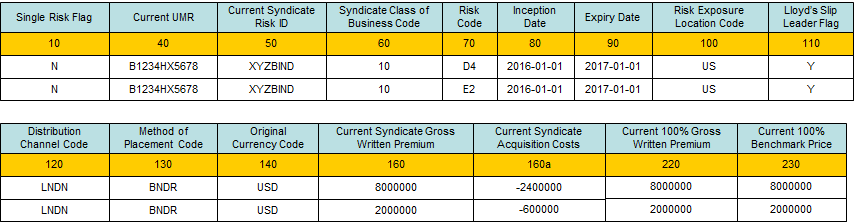 Single Risk Flag Current UMR Current Syndicate Risk ID Syndicate Class of Business Code Risk Code Inception Date Expiry Date Risk Exposure Location Code Lloyd's Slip Leader Flag
10 40 50 60 70 80 90 100 110
N B1234HX5678 XYZBIND 10 D4 2016-01-01 2017-01-01 US Y
N B1234HX5678 XYZBIND 10 E2 2016-01-01 2017-01-01 US Y
Distribution Channel Code Method of Placement Code Original Currency Code Current Syndicate Gross Written Premium Current Syndicate Acquisition Costs Current 100% Gross Written Premium Current 100% Benchmark Price
120 130 140 160 160a 220 230
LNDN BNDR USD 8000000 -2400000 8000000 8000000
LNDN BNDR USD 2000000 -600000 2000000 2000000